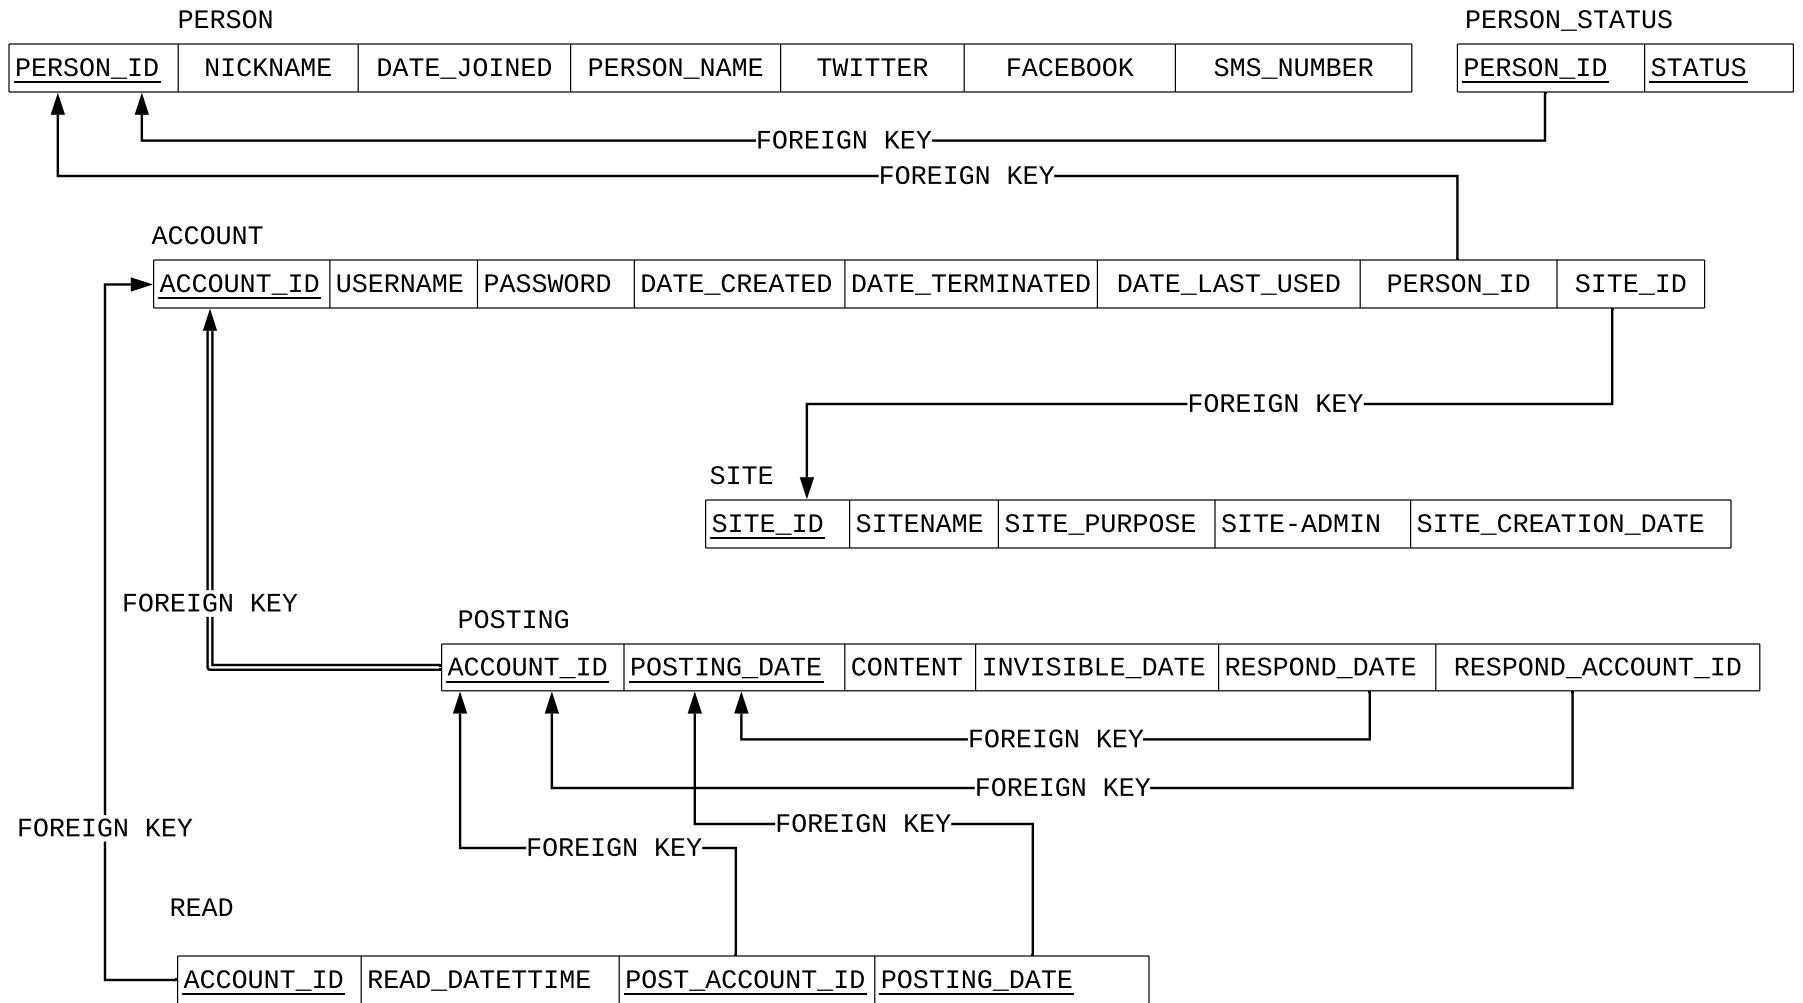 PERSON PERSON_STATUS
PERSON_ID NICKNAME DATE_JOINED PERSON_NAME TWITTER FACEBOOK SMS_NUMBER PERSON_ID STATUS
FOREIGN KEY
FOREIGN KEY
ACCOUNT
ACCOUNT_ID USERNAME PASSWORD DATE_CREATED DATE_TERMINATED DATE_LAST_USED PERSON_ID SITE_ID
FOREIGN KEY
SITE
SITE_ID SITENAME SITE_PURPOSE SITE-ADMIN SITE_CREATION_DATE
FOREIGN KEY
POSTING
ACCOUNT_ID POSTING_DATE CONTENT INVISIBLE_DATE RESPOND_DATE RESPOND_ACCOUNT_ID
FOREIGN KEY
FOREIGN KEY
FOREIGN KEY
FOREIGN KEY
FOREIGN KEY
READ
ACCOUNT_ID READ_DATETTIME POST_ACCOUNT_ID POSTING_DATE